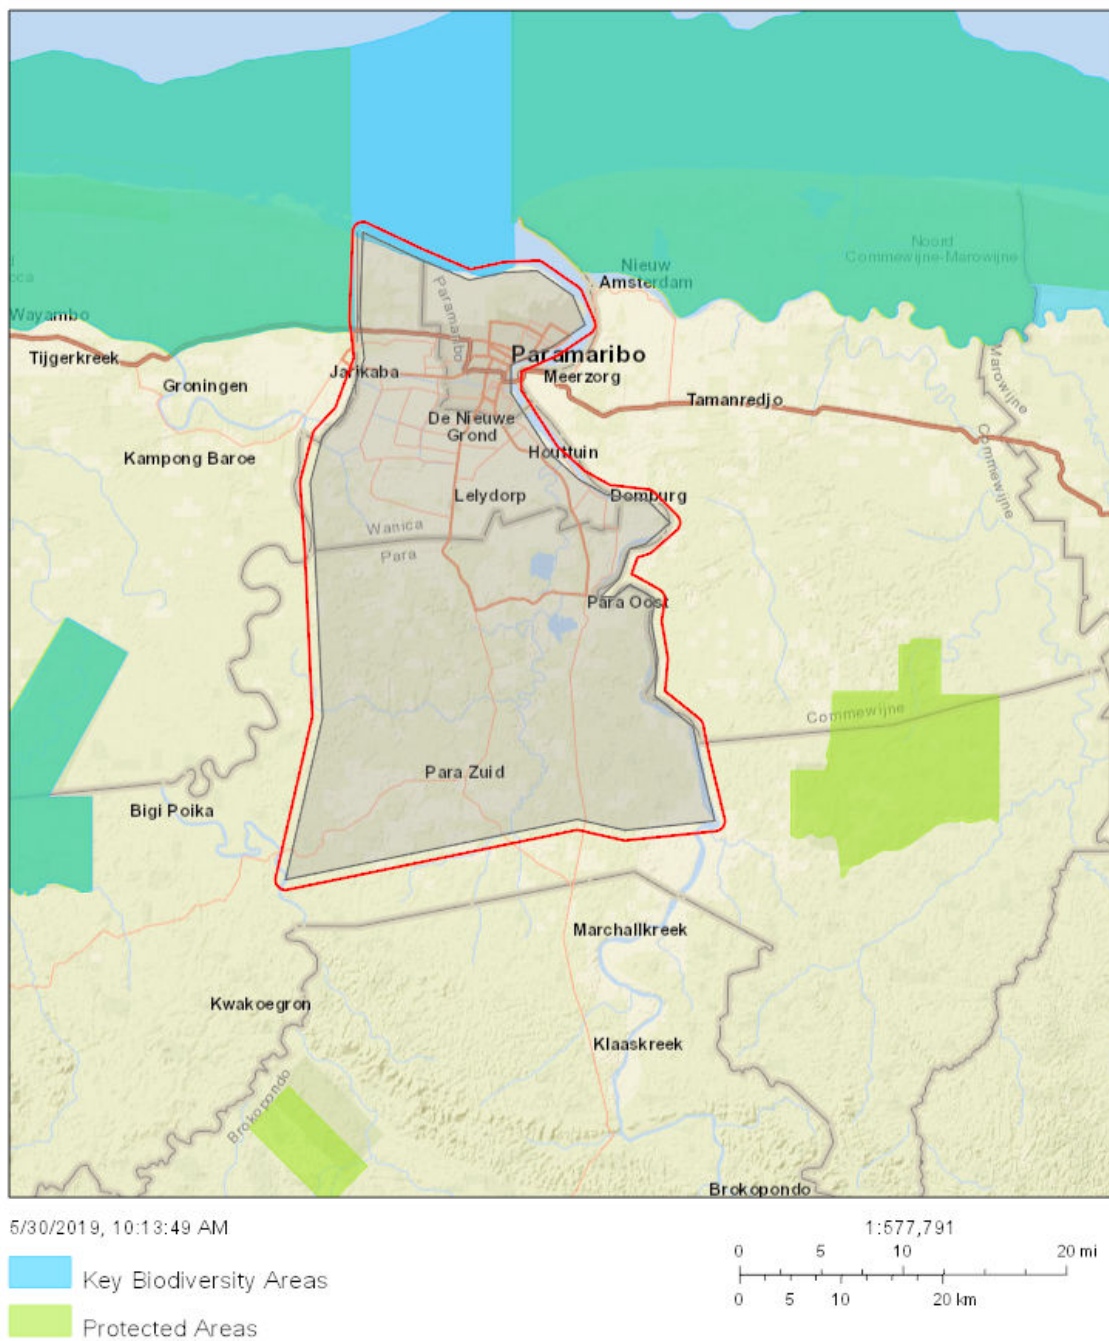 Noord
Commewijne-Marowijne
Nieuw
Amsterdam
Wayambo
Paramaribo
Paramaribo
Tijgerkreek
Jarikaba
Meerzorg
Groningen
Marowijne
Tamanredjo
De Nieuwe
Grond
Commewijne
Kampong Baroe
Houttuin
Lelydorp
Domburg
Wanica
Para
Para Oost
Commewijne
Para Zuid
Bigi Poika
Marchallkreek
Kwakoegron
Klaaskreek
Brokopondo
Brokopondo
5/30/2019, 10:13:49 AM
1:577,791
0 5 10 20 mi
0 5 10 20 km
Key Biodiversity Areas
Protected Areas